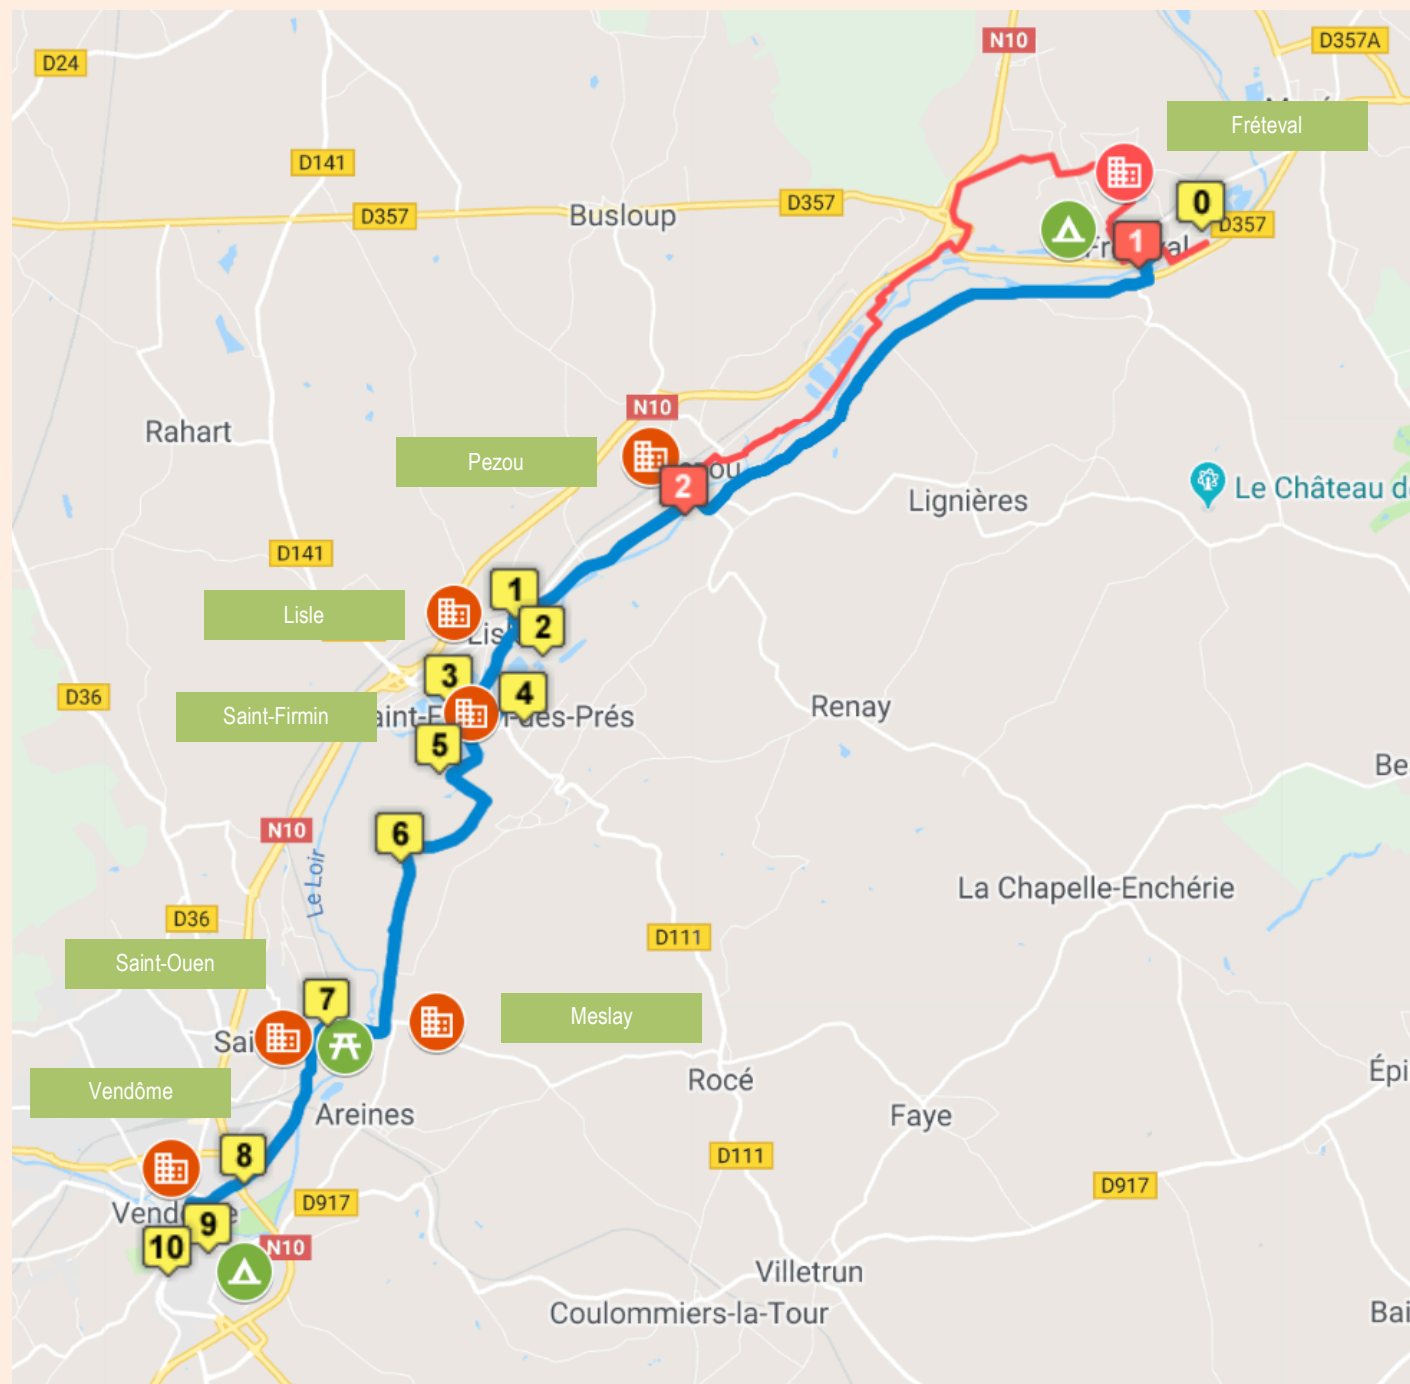 N10
D357A
D24
Fréteval
D141
D357
0
D357
D357
Busloup
1
N10
Rahart
Pezou
2
Lignières
Le Château d
D141
1
Lisle
2
3
4
D36
Renay
Saint-Firmin
5
Be
N10
6
Le Loir
La Chapelle-Enchérie
D36
D111
Saint-Ouen
7
Meslay
Sai
Rocé
Épi
Vendôme
Areines
Faye
8
D111
D917
D917
9
10
N10
Villetrun
Coulommiers-la-Tour
Bai